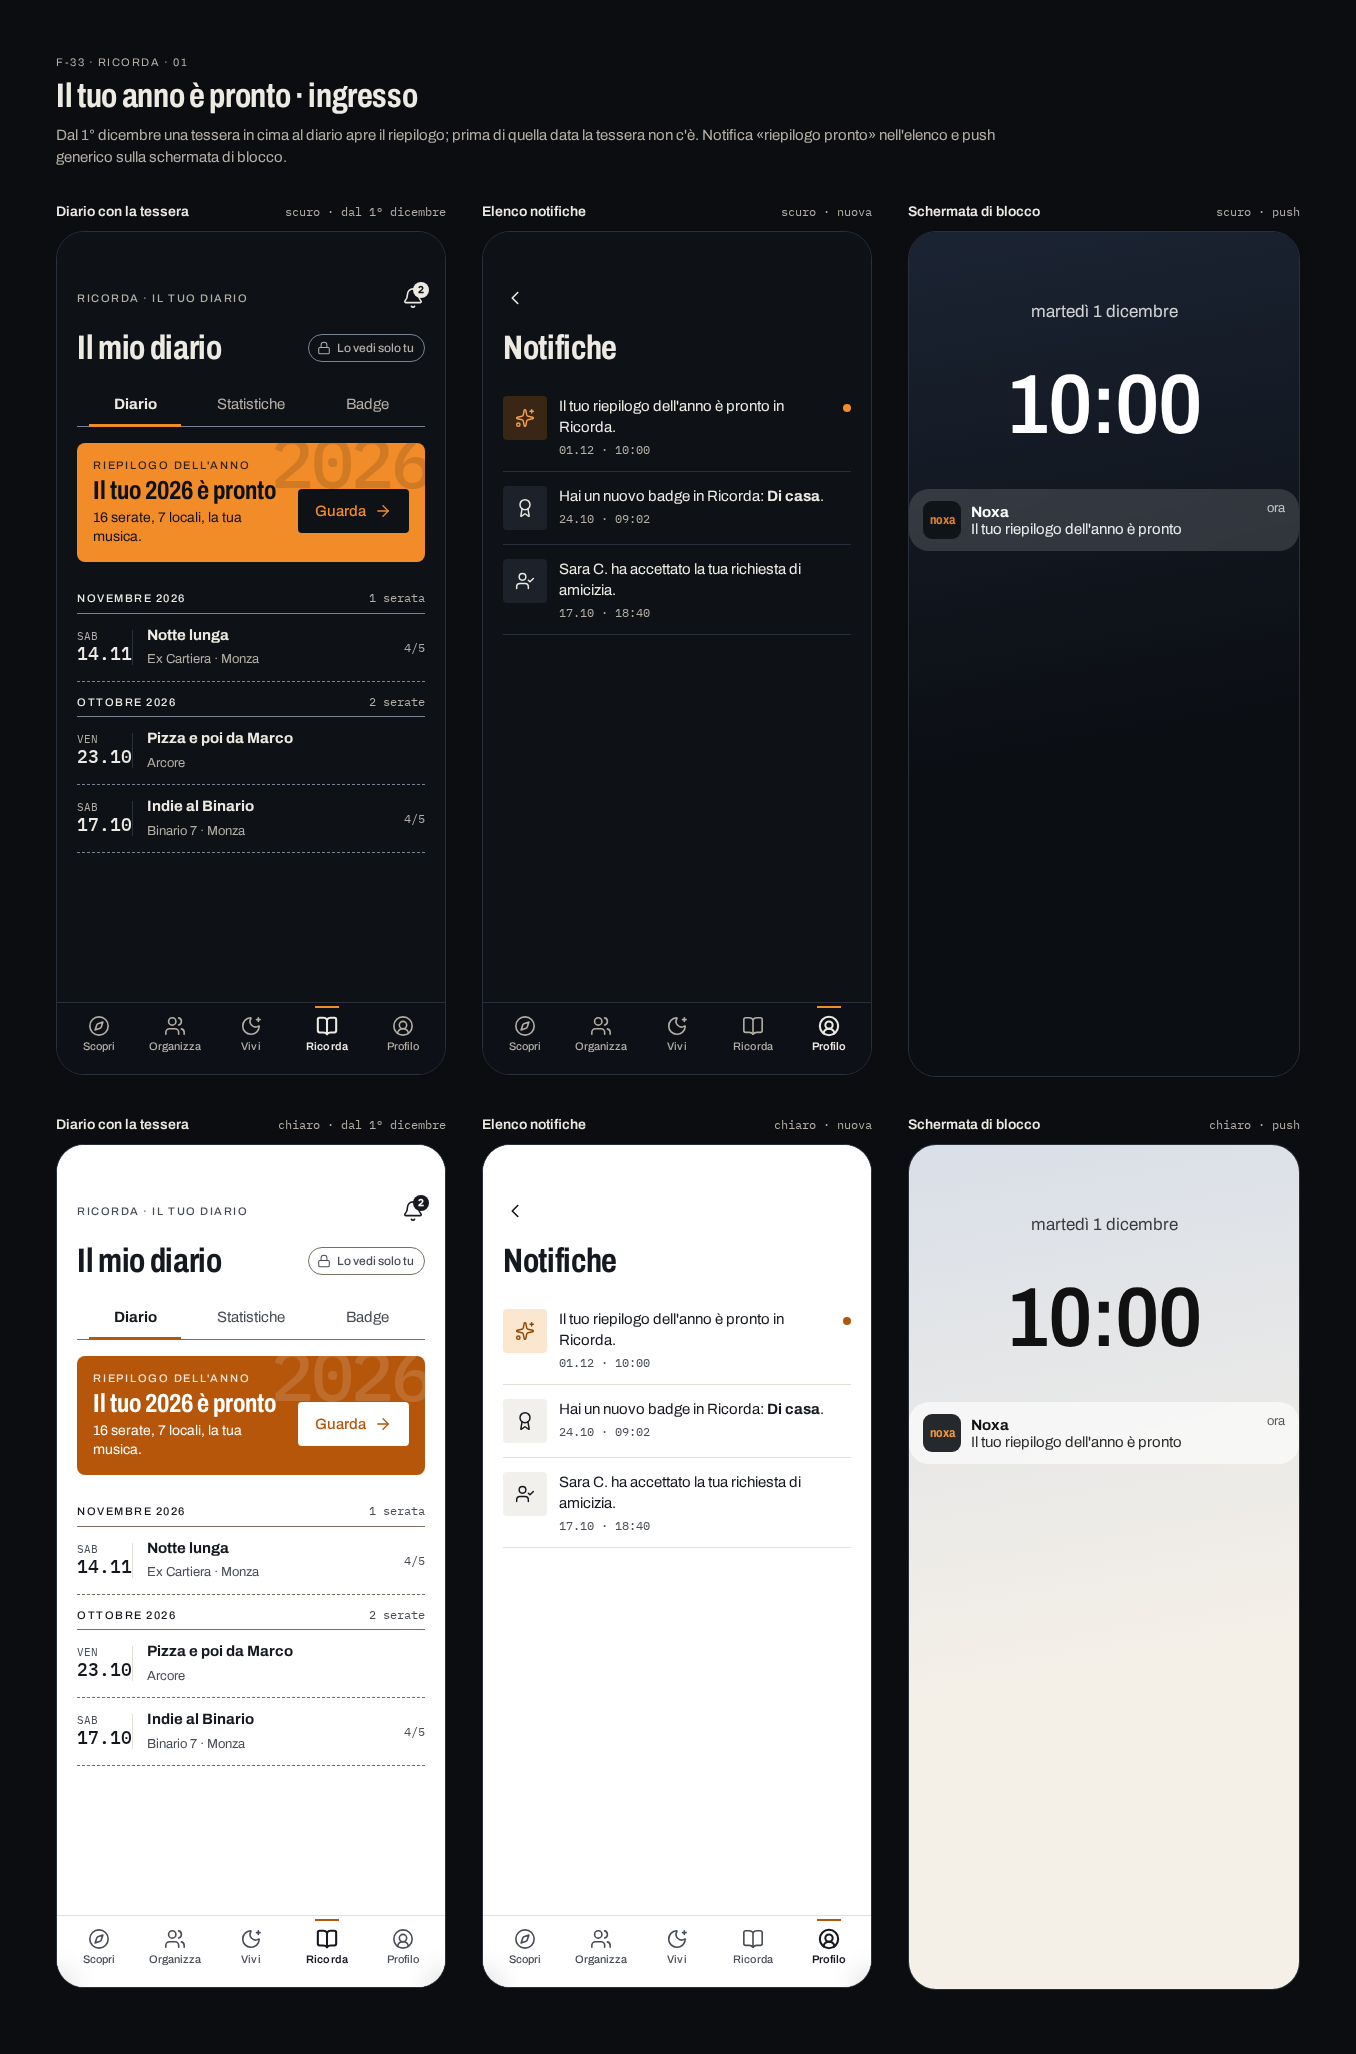 F-33 · RICORDA · 01
Il tuo anno è pronto · ingresso
Dal 1° dicembre una tessera in cima al diario apre il riepilogo; prima di quella data la tessera non c'è. Notifica «riepilogo pronto» nell'elenco e push
generico sulla schermata di blocco.
Diario con la tessera
scuro · dal 1° dicembre
RICORDA · IL TUO DIARIO
2
Il mio diario
Lo vedi solo tu
Diario
Statistiche
Badge
2026
RIEPILOGO DELL'ANNO
Il tuo 2026 è pronto
16 serate, 7 locali, la tua
musica.
Guarda
NOVEMBRE 2026
1 serata
SAB
14.11
Notte lunga
Ex Cartiera · Monza
4/5
OTTOBRE 2026
2 serate
VEN
23.10
Pizza e poi da Marco
Arcore
SAB
17.10
Indie al Binario
Binario 7 · Monza
4/5
Scopri
Organizza
Vivi
Ricorda
Profilo
Elenco notifiche
scuro · nuova
Notifiche
Il tuo riepilogo dell'anno è pronto in
Ricorda.
01.12 · 10:00
Hai un nuovo badge in Ricorda: Di casa.
24.10 · 09:02
Sara C. ha accettato la tua richiesta di
amicizia.
17.10 · 18:40
Scopri
Organizza
Vivi
Ricorda
Profilo
Schermata di blocco
scuro · push
martedì 1 dicembre
10:00
noxa
Noxa
Il tuo riepilogo dell'anno è pronto
ora
Diario con la tessera
chiaro · dal 1° dicembre
RICORDA · IL TUO DIARIO
2
Il mio diario
Lo vedi solo tu
Diario
Statistiche
Badge
2026
RIEPILOGO DELL'ANNO
Il tuo 2026 è pronto
16 serate, 7 locali, la tua
musica.
Guarda
NOVEMBRE 2026
1 serata
SAB
14.11
Notte lunga
Ex Cartiera · Monza
4/5
OTTOBRE 2026
2 serate
VEN
23.10
Pizza e poi da Marco
Arcore
SAB
17.10
Indie al Binario
Binario 7 · Monza
4/5
Scopri
Organizza
Vivi
Ricorda
Profilo
Elenco notifiche
chiaro · nuova
Notifiche
Il tuo riepilogo dell'anno è pronto in
Ricorda.
01.12 · 10:00
Hai un nuovo badge in Ricorda: Di casa.
24.10 · 09:02
Sara C. ha accettato la tua richiesta di
amicizia.
17.10 · 18:40
Scopri
Organizza
Vivi
Ricorda
Profilo
Schermata di blocco
chiaro · push
martedì 1 dicembre
10:00
noxa
Noxa
Il tuo riepilogo dell'anno è pronto
ora